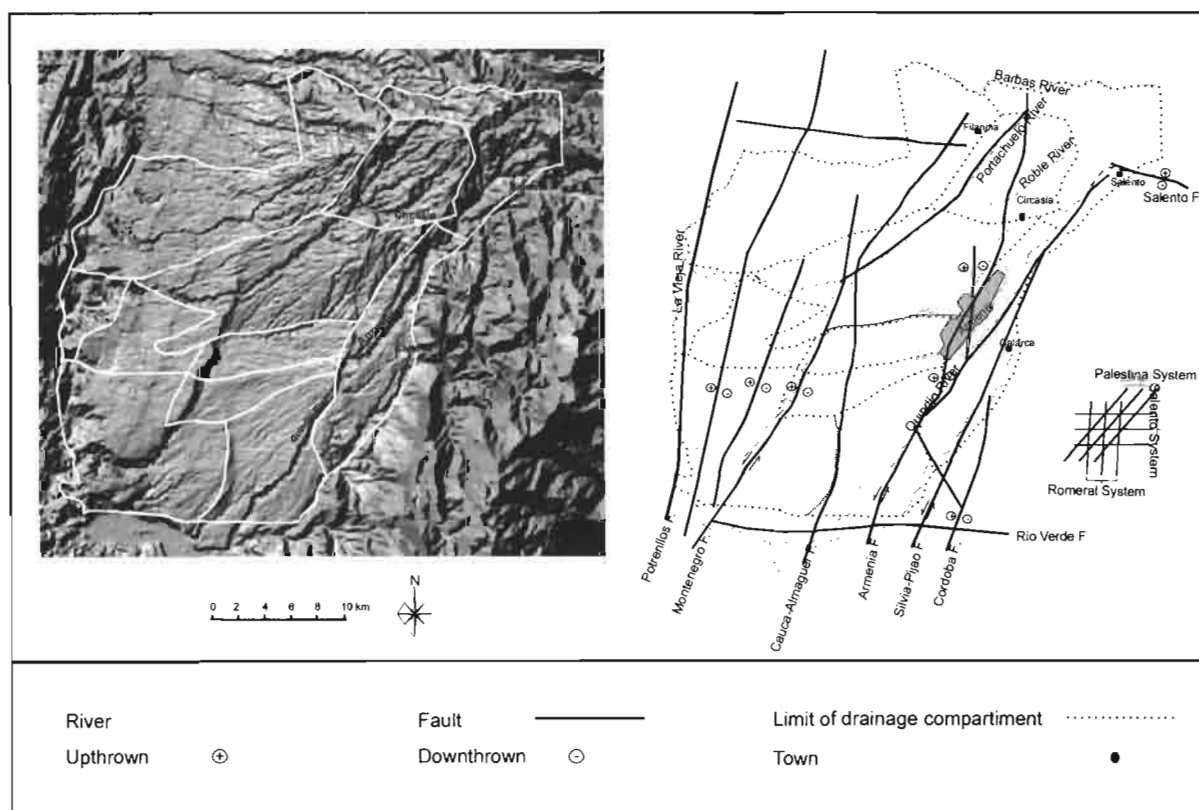 Circasia
N
0 2 4 6 8 10 km
Barbas River
Filandia
Portachuelo River
Roble River
Salento
Salento F.
Circasia
La Vieja River
Calarca
Quindio River
Palestina System
Salento System
Romeral System
Rio Verde F
Potrerillos F
Montenegro F.
Cauca-Almaguer F.
Armenia F
Silvia-Pijao F
Cordoba F.
River
Fault
Limit of drainage compartiment
Upthrown
Downthrown
Town